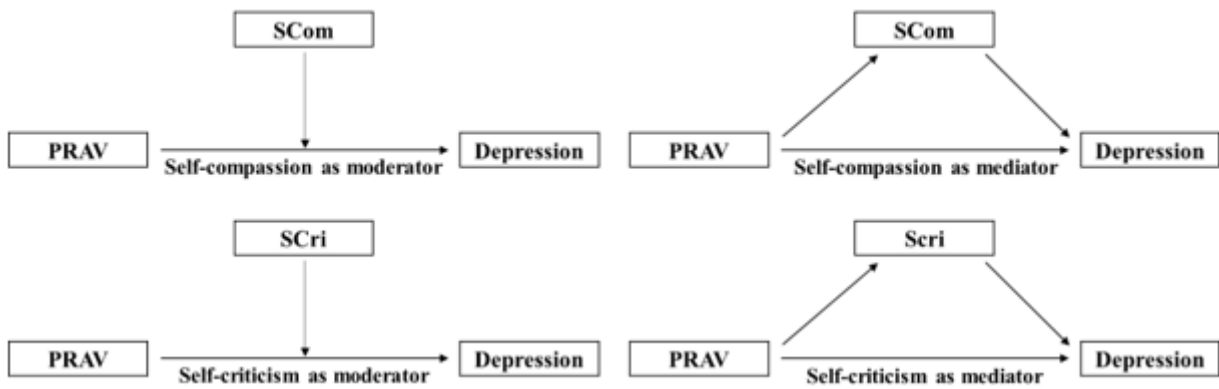 SCom
SCom
PRAV
Depression
PRAV
Depression
Self-compassion as moderator
Self-compassion as mediator
SCri
Scri
PRAV
Depression
PRAV
Depression
Self-criticism as moderator
Self-criticism as mediator